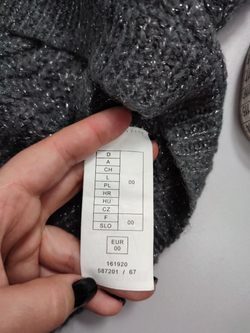 D
A
CH
L
PL 00
HR
HU
CZ
F 00
SLO
EUR
00
161920
587201 / 67